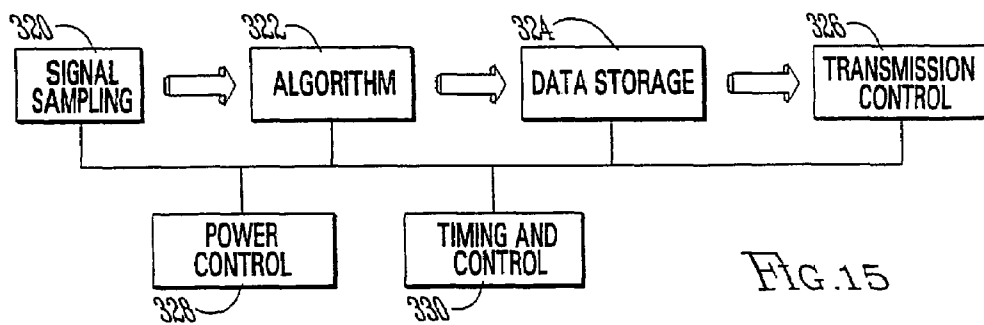 320
322
324
326
SIGNAL
SAMPLING
ALGORITHM
DATA STORAGE
TRANSMISSION
CONTROL
POWER
CONTROL
TIMING AND
CONTROL
328
330
FIG.15